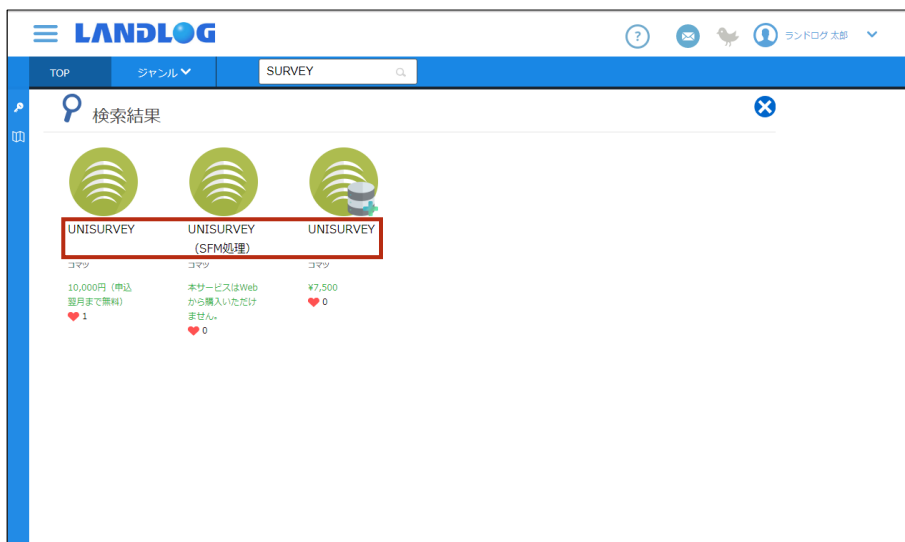 LANDLOG
?
ランドログ 太郎
TOP
ジャンル
SURVEY
検索結果
UNISURVEY
コマツ
10,000円（申込
翌月まで無料）
1
UNISURVEY
（SFM処理）
コマツ
本サービスはWeb
から購入いただけ
ません。
0
UNISURVEY
コマツ
¥7,500
0